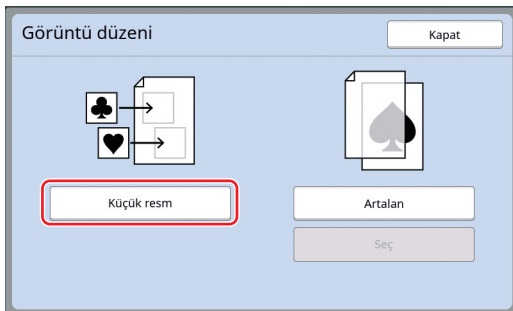 Görüntü düzeni
Kapat
Küçük resm
Artalan
Seç